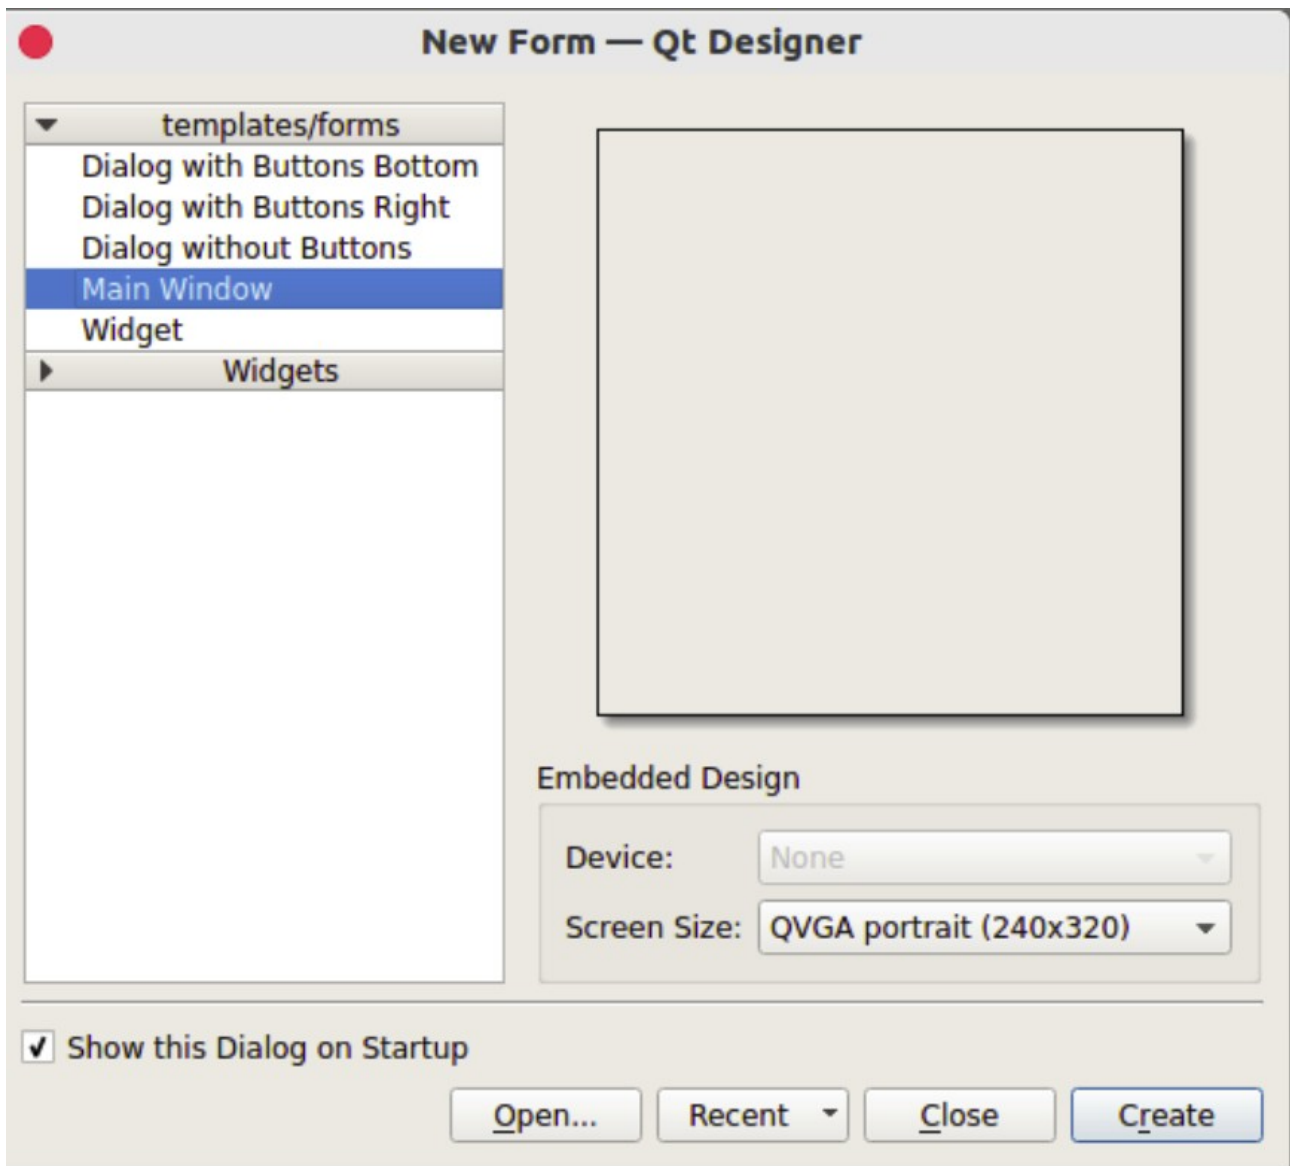 New Form — Qt Designer
templates/forms
Dialog with Buttons Bottom
Dialog with Buttons Right
Dialog without Buttons
Main Window
Widget
Widgets
Embedded Design
Device: None
Screen Size: QVGA portrait (240x320)
Show this Dialog on Startup
Open... Recent Close Create